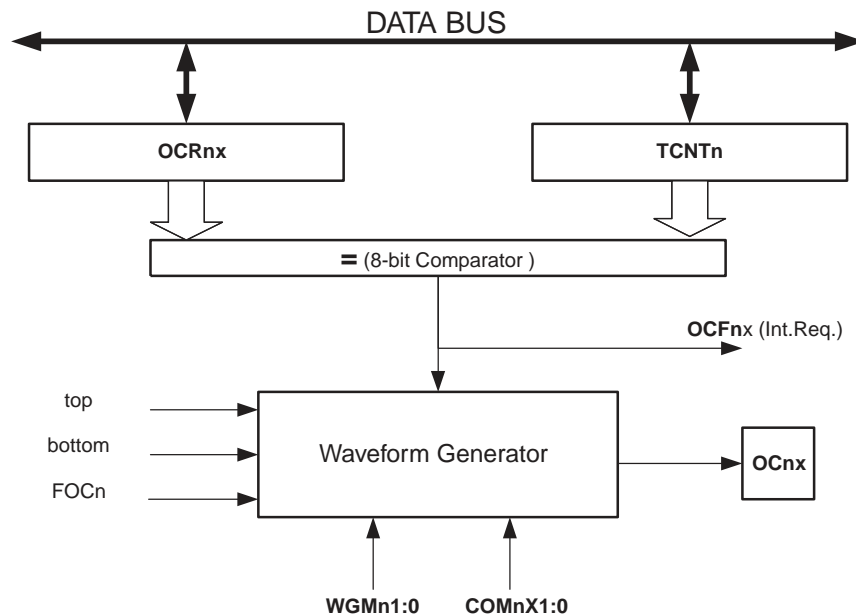 DATA BUS
OCRnx
TCNTn
= (8-bit Comparator )
OCFnx (Int.Req.)
top
bottom
FOCn
Waveform Generator
OCnx
WGMn1:0
COMnX1:0